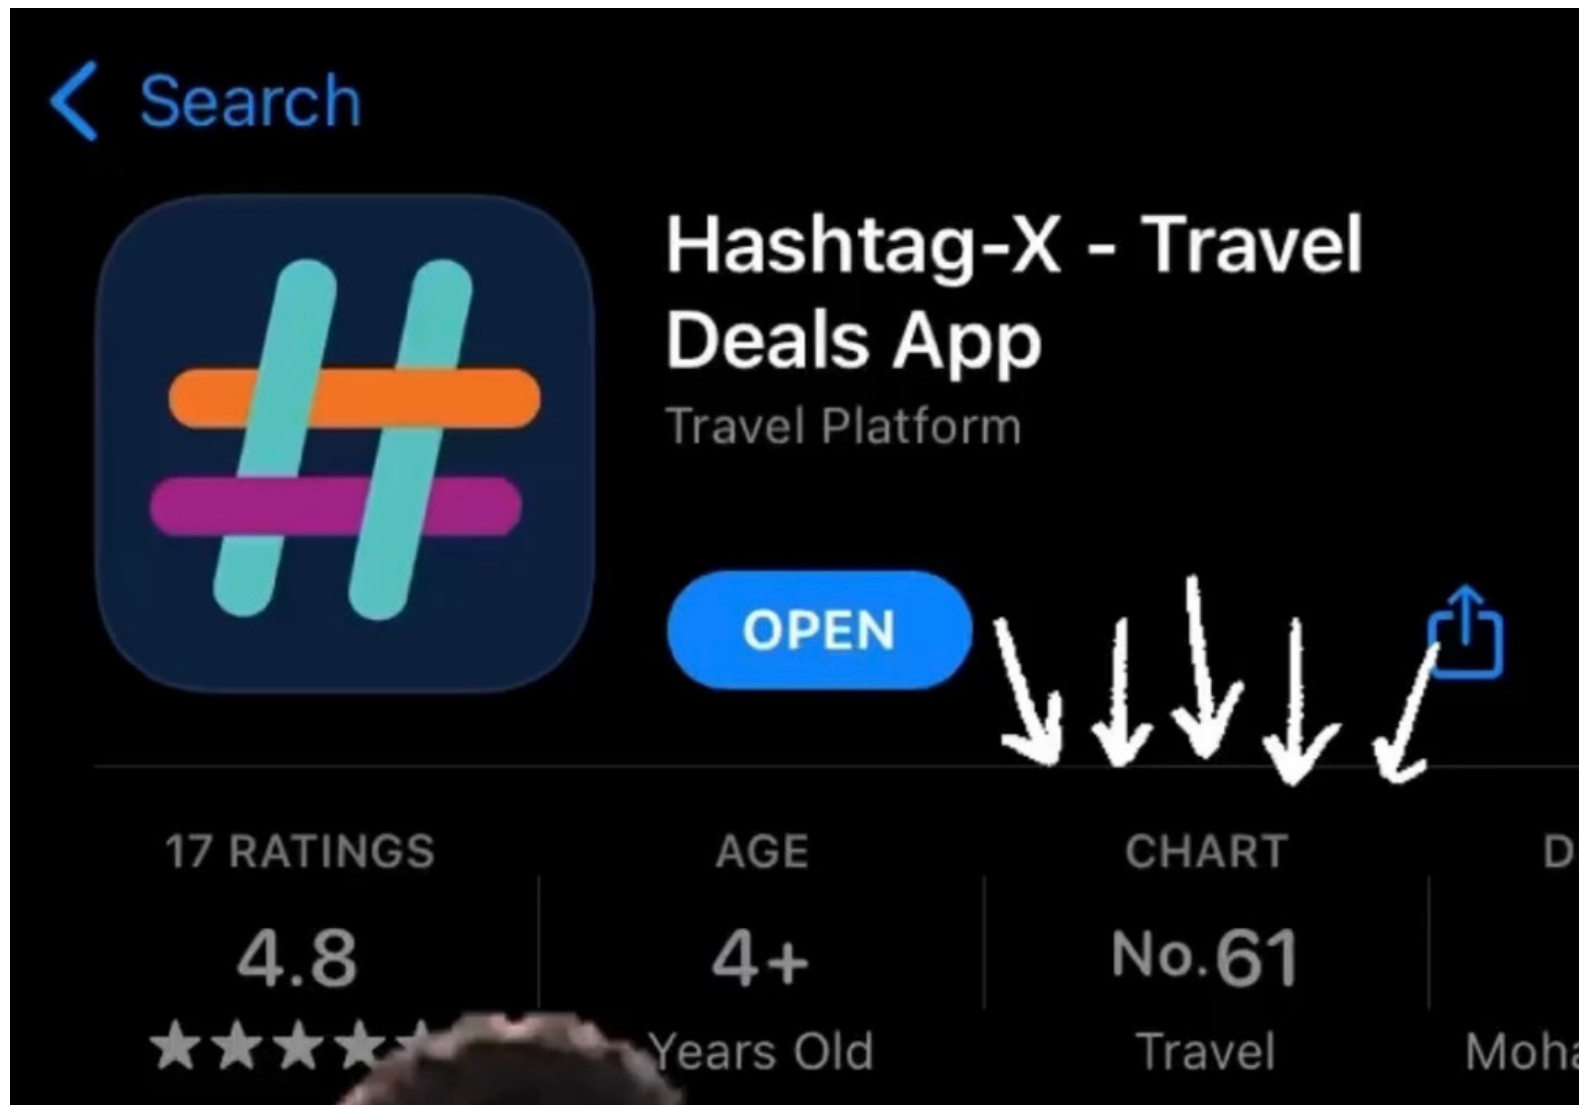 Search
Hashtag-X - Travel
Deals App
Travel Platform
OPEN
17 RATINGS
AGE
CHART
4.8
4+
No.61
Years Old
Travel